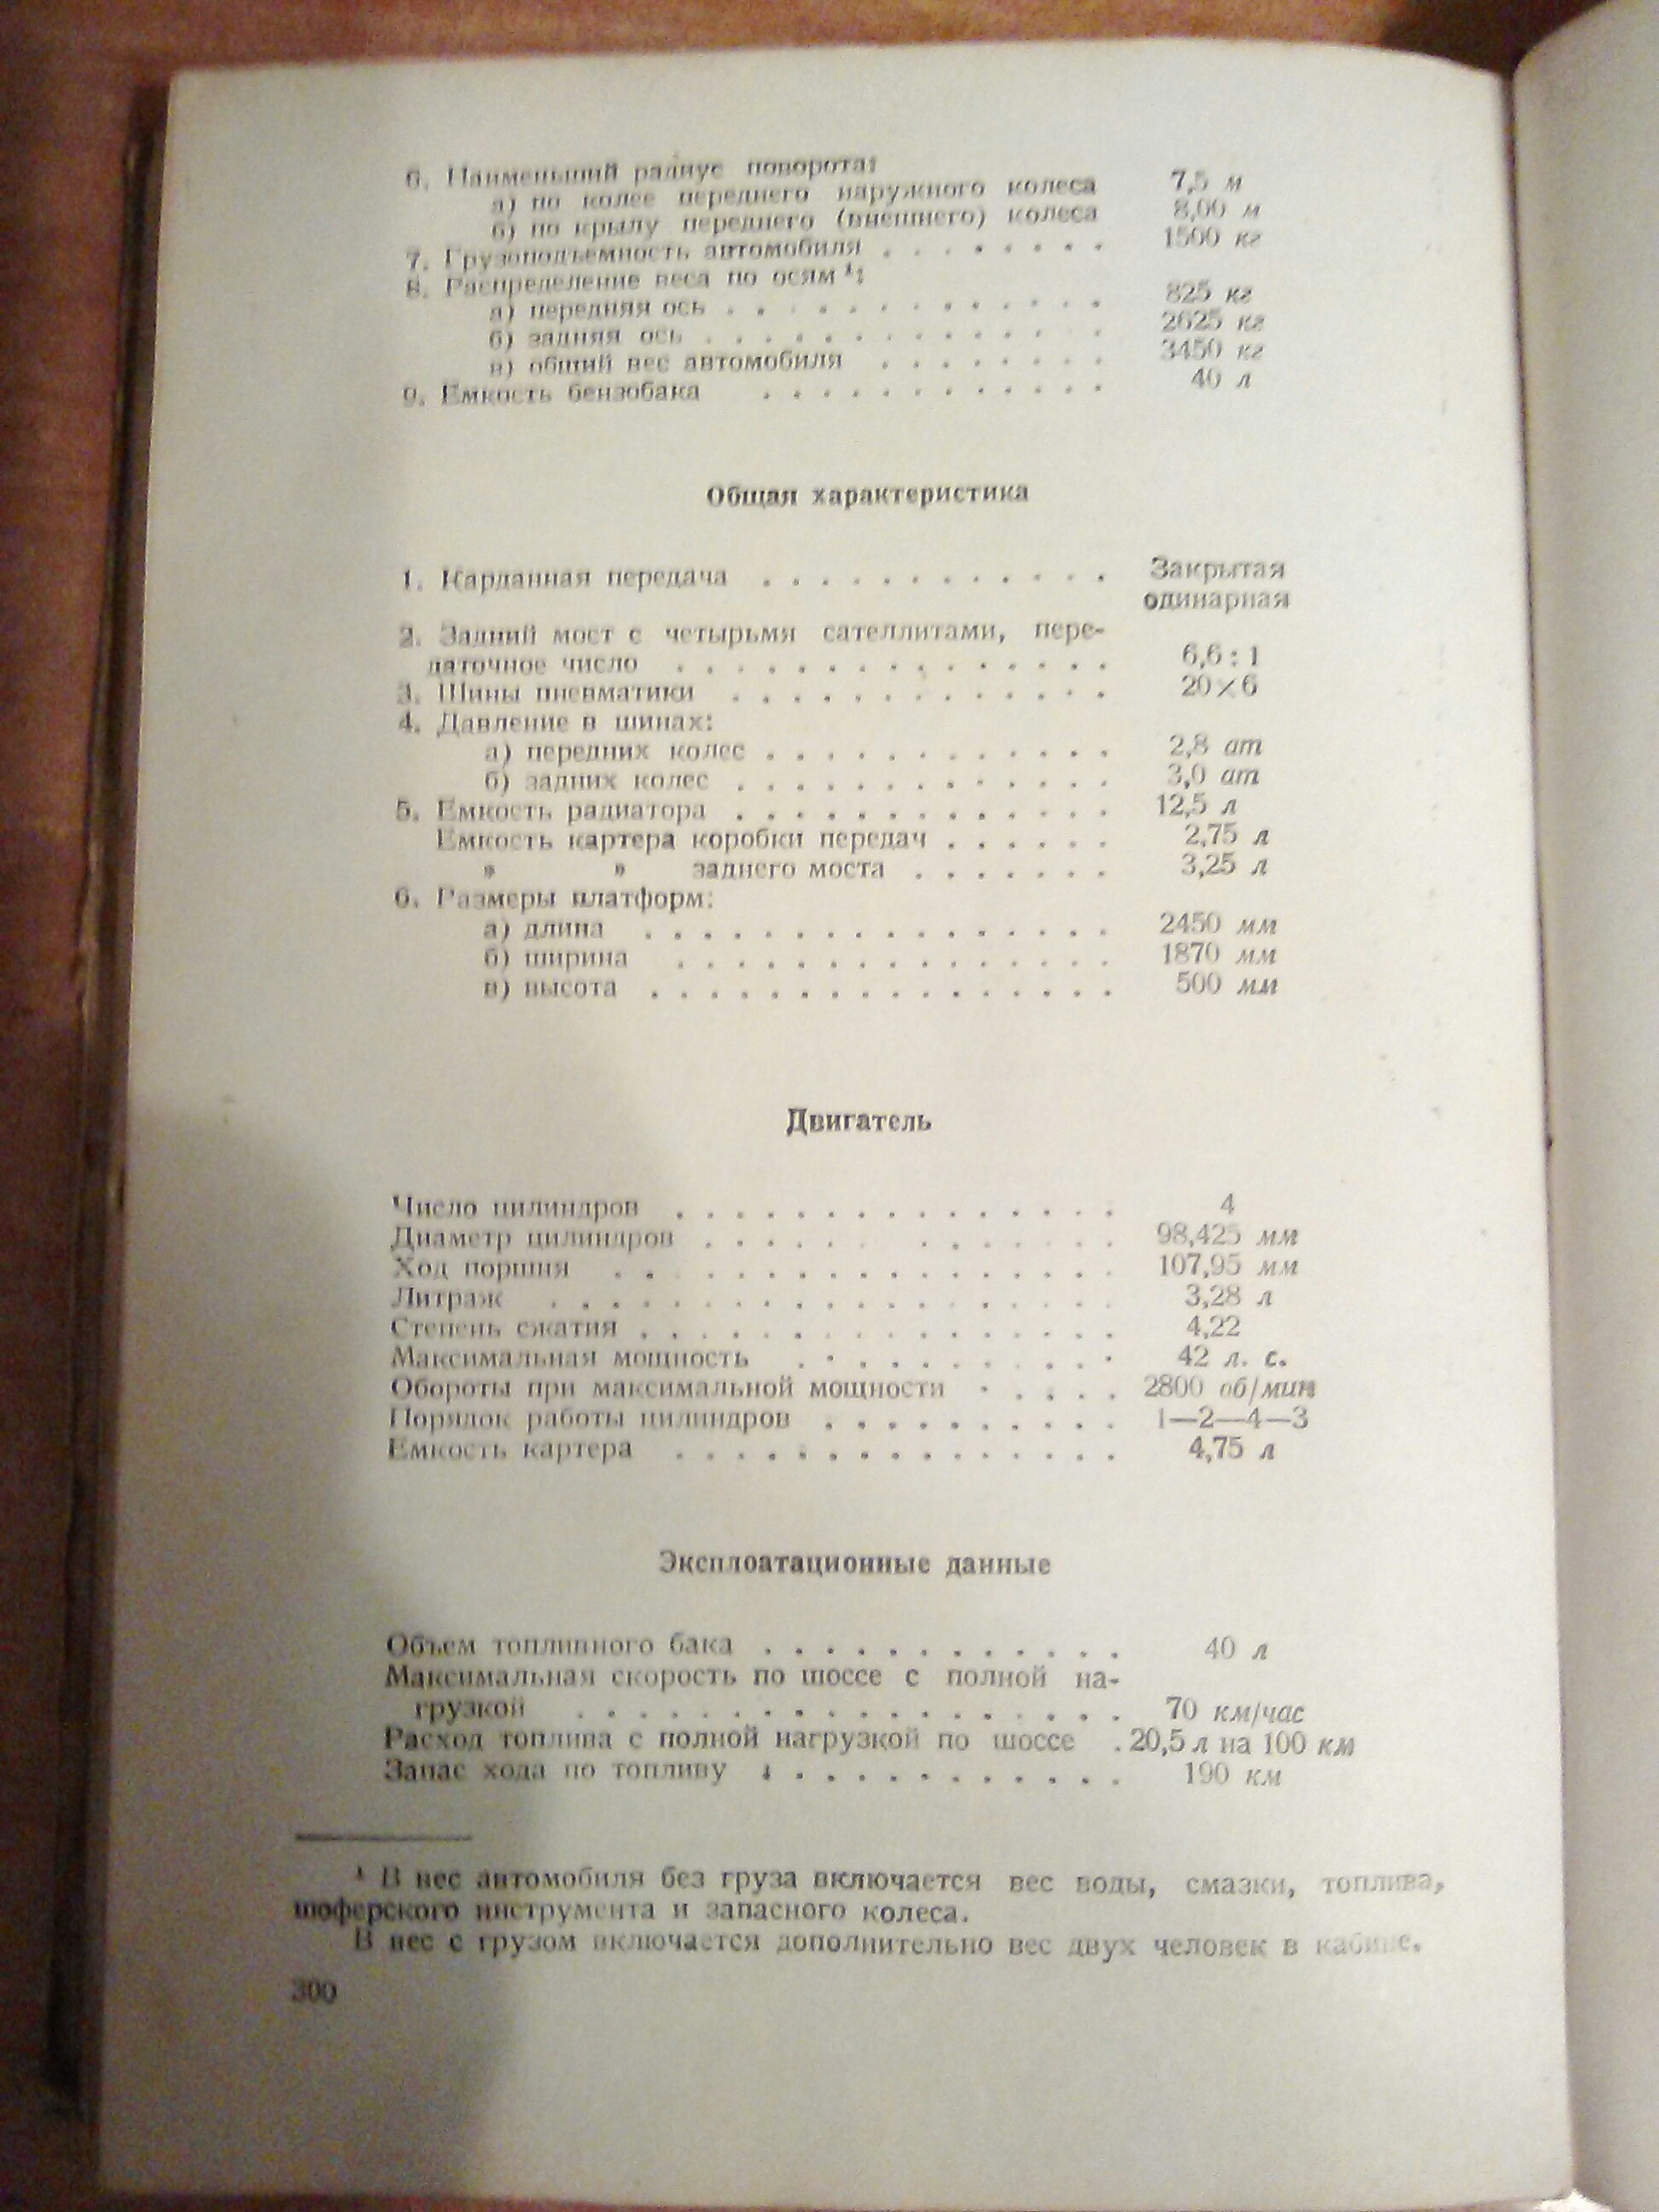 6. Наименьший радиус поворота:
а) по колее переднего наружного колеса 7,5 м
б) по крылу переднего (внешнего) колеса 8,00 м
7. Грузоподъемность автомобиля . . . . . . . . 1500 кг
8. Распределение веса по осям ¹:
а) передняя ось . . . . . . . . . . . . . 825 кг
б) задняя ось . . . . . . . . . . . . . . 2625 кг
в) общий вес автомобиля . . . . . . . . 3450 кг
9. Емкость бензобака . . . . . . . . . . . . 40 л
Общая характеристика
1. Карданная передача . . . . . . . . . . . . Закрытая
одинарная
2. Задний мост с четырьмя сателлитами, пере-
даточное число . . . . . . . . . . . . . . . 6,6 : 1
3. Шины пневматики . . . . . . . . . . . . . 20×6
4. Давление в шинах:
а) передних колес . . . . . . . . . . . . 2,8 ат
б) задних колес . . . . . . . . . . . . . 3,0 ат
5. Емкость радиатора . . . . . . . . . . . . . 12,5 л
Емкость картера коробки передач . . . . . . 2,75 л
» » заднего моста . . . . . . . 3,25 л
6. Размеры платформ:
а) длина . . . . . . . . . . . . . . . . 2450 мм
б) ширина . . . . . . . . . . . . . . . 1870 мм
в) высота . . . . . . . . . . . . . . . . 500 мм
Двигатель
Число цилиндров . . . . . . . . . . . . . . . 4
Диаметр цилиндров . . . . . . . . . . . 98,425 мм
Ход поршня . . . . . . . . . . . . . . . . 107,95 мм
Литраж . . . . . . . . . . . . . . . . . . . 3,28 л
Степень сжатия . . . . . . . . . . . . . . . . 4,22
Максимальная мощность . . . . . . . . . . . 42 л. с.
Обороты при максимальной мощности . . . . . 2800 об/мин
Порядок работы цилиндров . . . . . . . . . . 1—2—4—3
Емкость картера . . . . . . . . . . . . . . . 4,75 л
Эксплоатационные данные
Объем топливного бака . . . . . . . . . . . . 40 л
Максимальная скорость по шоссе с полной на-
грузкой . . . . . . . . . . . . . . . . . . 70 км/час
Расход топлива с полной нагрузкой по шоссе . 20,5 л на 100 км
Запас хода по топливу . . . . . . . . . . . . 190 км
¹ В вес автомобиля без груза включается вес воды, смазки, топлива,
шоферского инструмента и запасного колеса.
В вес с грузом включается дополнительно вес двух человек в кабине.
300